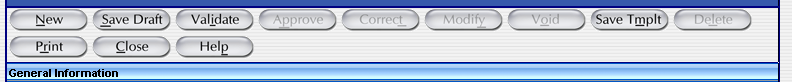 New Save Draft Validate Approve Correct Modify Void Save Tmplt Delete
Print Close Help
General Information